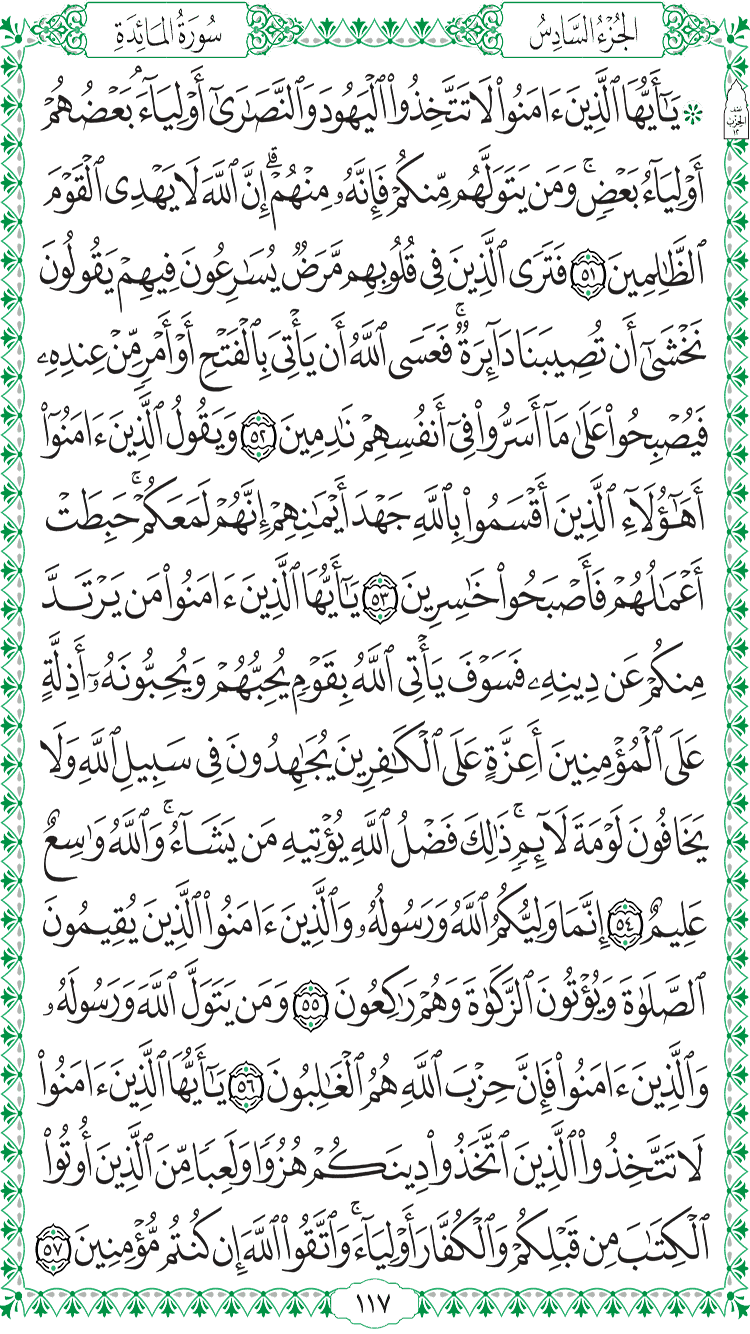 الجُزْءُ السَّادِسُ
سُورَةُ المَائِدَةِ
نصف
الحزب
١٢
۞ يَٰٓأَيُّهَا ٱلَّذِينَ ءَامَنُوا۟ لَا تَتَّخِذُوا۟ ٱلْيَهُودَ وَٱلنَّصَٰرَىٰٓ أَوْلِيَآءَۘ بَعْضُهُمْ
أَوْلِيَآءُ بَعْضٍۚ وَمَن يَتَوَلَّهُم مِّنكُمْ فَإِنَّهُۥ مِنْهُمْۗ إِنَّ ٱللَّهَ لَا يَهْدِى ٱلْقَوْمَ
ٱلظَّٰلِمِينَ ٥١ فَتَرَى ٱلَّذِينَ فِى قُلُوبِهِم مَّرَضٌ يُسَٰرِعُونَ فِيهِمْ يَقُولُونَ
نَخْشَىٰٓ أَن تُصِيبَنَا دَآئِرَةٌۚ فَعَسَى ٱللَّهُ أَن يَأْتِىَ بِٱلْفَتْحِ أَوْ أَمْرٍ مِّنْ عِندِهِۦ
فَيُصْبِحُوا۟ عَلَىٰ مَآ أَسَرُّوا۟ فِىٓ أَنفُسِهِمْ نَٰدِمِينَ ٥٢ وَيَقُولُ ٱلَّذِينَ ءَامَنُوٓا۟
أَهَٰٓؤُلَآءِ ٱلَّذِينَ أَقْسَمُوا۟ بِٱللَّهِ جَهْدَ أَيْمَٰنِهِمْ إِنَّهُمْ لَمَعَكُمْۚ حَبِطَتْ
أَعْمَٰلُهُمْ فَأَصْبَحُوا۟ خَٰسِرِينَ ٥٣ يَٰٓأَيُّهَا ٱلَّذِينَ ءَامَنُوا۟ مَن يَرْتَدَّ
مِنكُمْ عَن دِينِهِۦ فَسَوْفَ يَأْتِى ٱللَّهُ بِقَوْمٍ يُحِبُّهُمْ وَيُحِبُّونَهُۥٓ أَذِلَّةٍ
عَلَى ٱلْمُؤْمِنِينَ أَعِزَّةٍ عَلَى ٱلْكَٰفِرِينَ يُجَٰهِدُونَ فِى سَبِيلِ ٱللَّهِ وَلَا
يَخَافُونَ لَوْمَةَ لَآئِمٍۚ ذَٰلِكَ فَضْلُ ٱللَّهِ يُؤْتِيهِ مَن يَشَآءُۚ وَٱللَّهُ وَٰسِعٌ
عَلِيمٌ ٥٤ إِنَّمَا وَلِيُّكُمُ ٱللَّهُ وَرَسُولُهُۥ وَٱلَّذِينَ ءَامَنُوا۟ ٱلَّذِينَ يُقِيمُونَ
ٱلصَّلَوٰةَ وَيُؤْتُونَ ٱلزَّكَوٰةَ وَهُمْ رَٰكِعُونَ ٥٥ وَمَن يَتَوَلَّ ٱللَّهَ وَرَسُولَهُۥ
وَٱلَّذِينَ ءَامَنُوا۟ فَإِنَّ حِزْبَ ٱللَّهِ هُمُ ٱلْغَٰلِبُونَ ٥٦ يَٰٓأَيُّهَا ٱلَّذِينَ ءَامَنُوا۟
لَا تَتَّخِذُوا۟ ٱلَّذِينَ ٱتَّخَذُوا۟ دِينَكُمْ هُزُوًا وَلَعِبًا مِّنَ ٱلَّذِينَ أُوتُوا۟
ٱلْكِتَٰبَ مِن قَبْلِكُمْ وَٱلْكُفَّارَ أَوْلِيَآءَۚ وَٱتَّقُوا۟ ٱللَّهَ إِن كُنتُم مُّؤْمِنِينَ ٥٧
١١٧